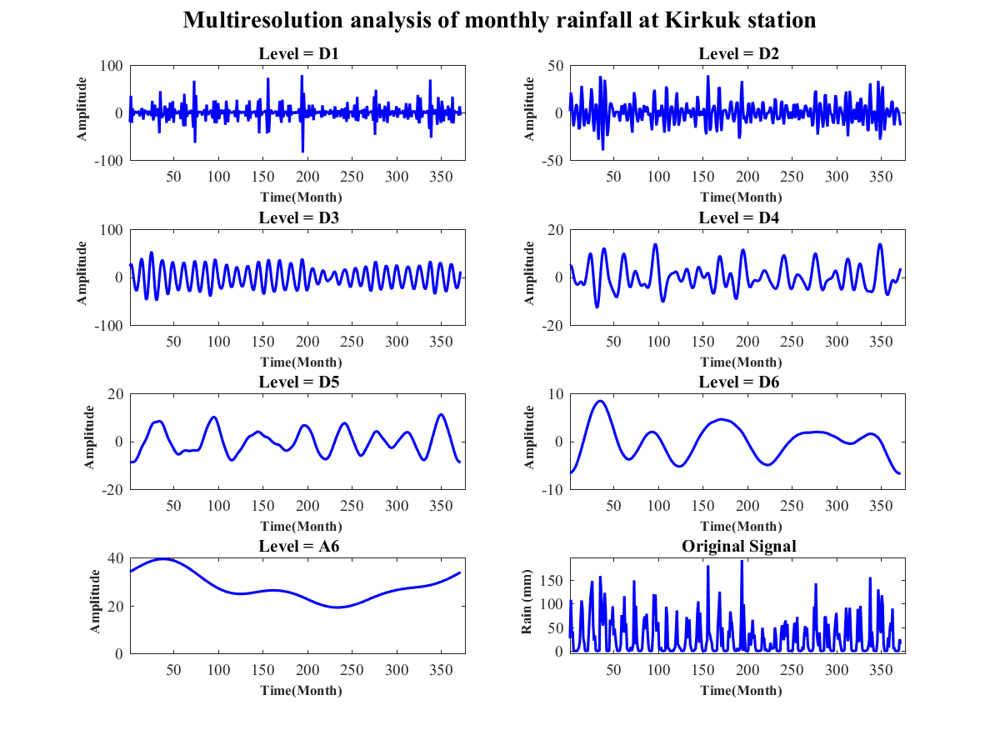 Multiresolution analysis of monthly rainfall at Kirkuk station
Level = D1
100
0
-100
Amplitude
50 100 150 200 250 300 350
Time(Month)
Level = D2
50
0
-50
Amplitude
50 100 150 200 250 300 350
Time(Month)
Level = D3
100
0
-100
Amplitude
50 100 150 200 250 300 350
Time(Month)
Level = D4
20
0
-20
Amplitude
50 100 150 200 250 300 350
Time(Month)
Level = D5
20
0
-20
Amplitude
50 100 150 200 250 300 350
Time(Month)
Level = D6
10
0
-10
Amplitude
50 100 150 200 250 300 350
Time(Month)
Level = A6
40
20
0
Amplitude
50 100 150 200 250 300 350
Time(Month)
Original Signal
150
100
50
0
Rain (mm)
50 100 150 200 250 300 350
Time(Month)